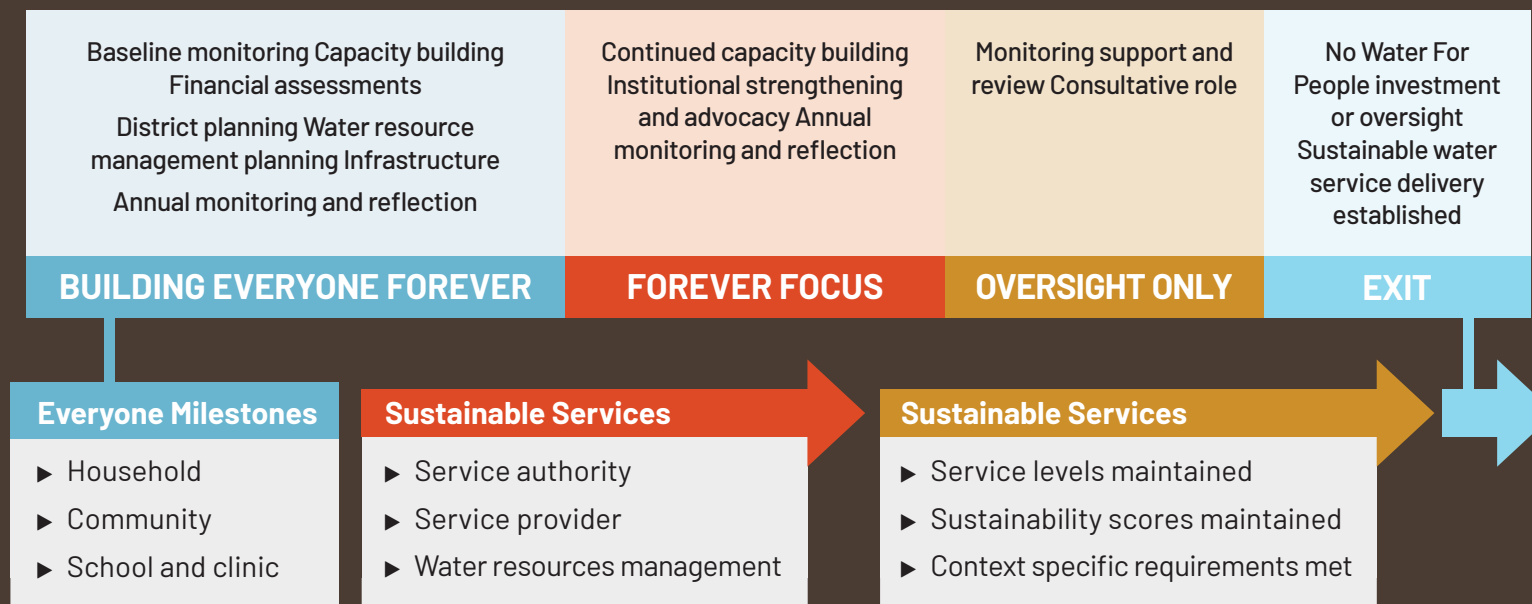 Baseline monitoring Capacity building
Financial assessments
District planning Water resource
management planning Infrastructure
Annual monitoring and reflection
BUILDING EVERYONE FOREVER
Continued capacity building
Institutional strengthening
and advocacy Annual
monitoring and reflection
FOREVER FOCUS
Monitoring support and
review Consultative role
OVERSIGHT ONLY
No Water For
People investment
or oversight
Sustainable water
service delivery
established
EXIT
Everyone Milestones
▶ Household
▶ Community
▶ School and clinic
Sustainable Services
▶ Service authority
▶ Service provider
▶ Water resources management
Sustainable Services
▶ Service levels maintained
▶ Sustainability scores maintained
▶ Context specific requirements met